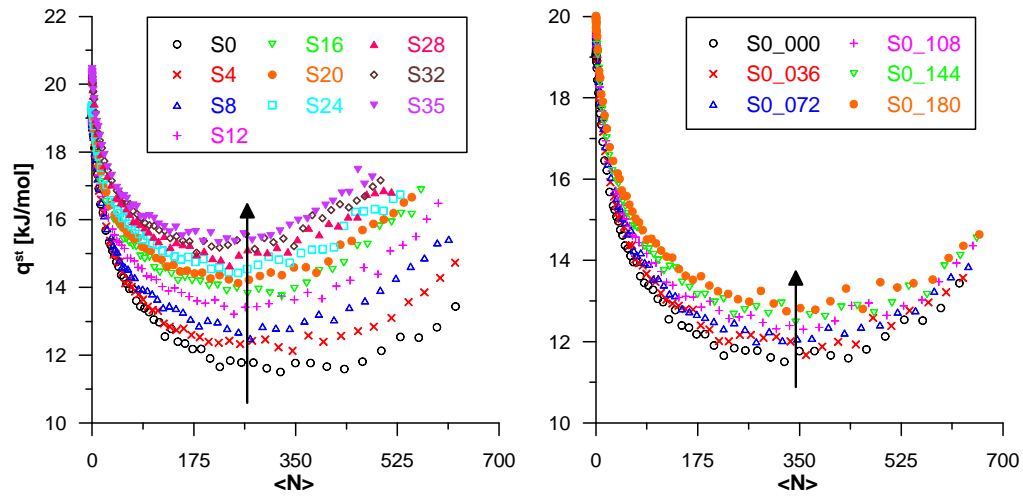 22
20
18
16
14
12
10
q^st [kJ/mol]
S0 S16 S28
S4 S20 S32
S8 S24 S35
S12
0 175 350 525 700
<N>
20
18
16
14
12
10
S0_000 S0_108
S0_036 S0_144
S0_072 S0_180
0 175 350 525 700
<N>